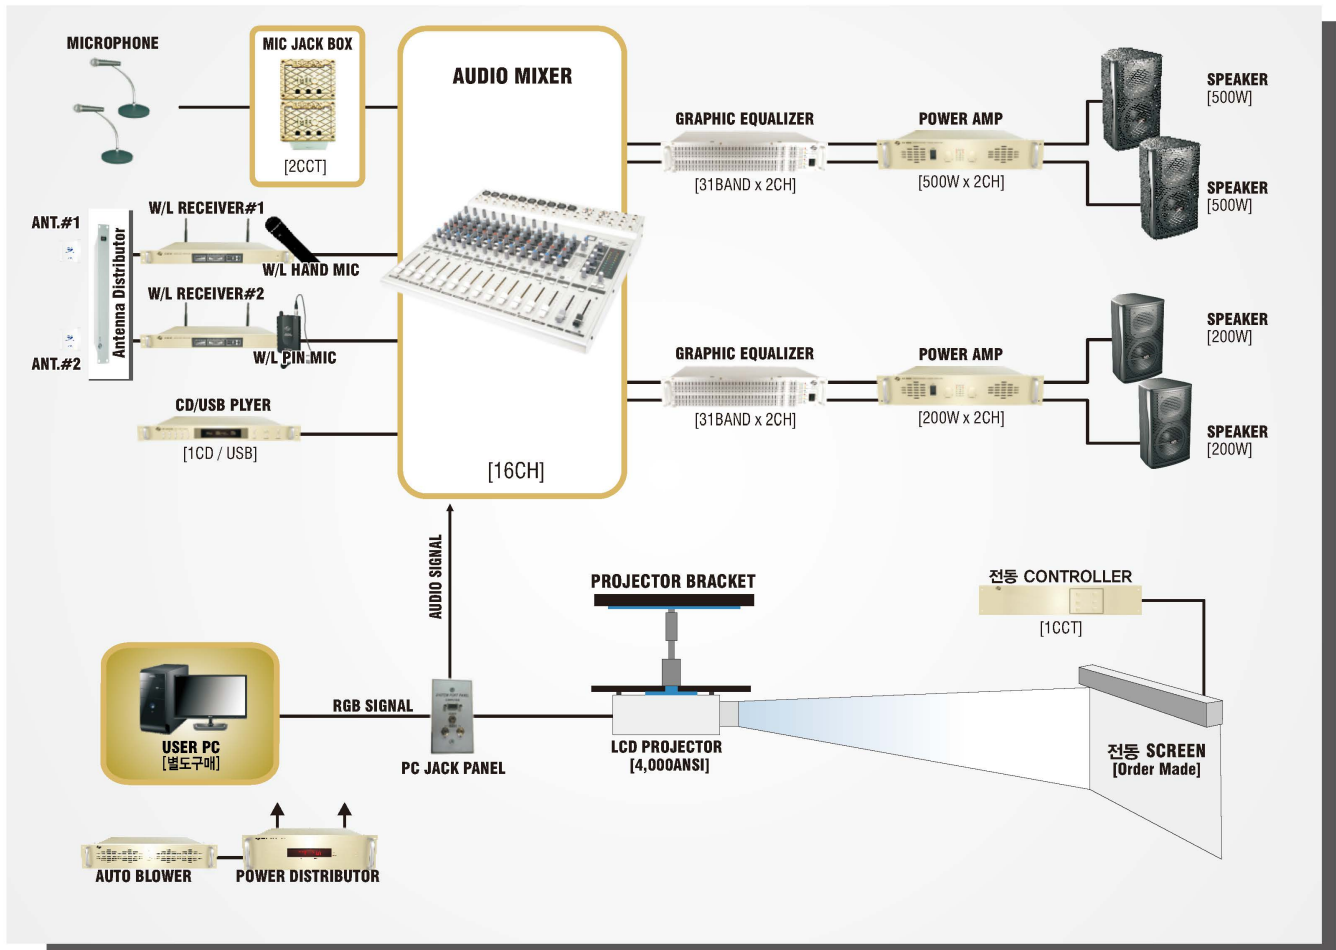 MICROPHONE
MIC JACK BOX
[2CCT]
AUDIO MIXER
[16CH]
GRAPHIC EQUALIZER
[31BAND x 2CH]
POWER AMP
[500W x 2CH]
SPEAKER
[500W]
SPEAKER
[500W]
ANT.#1
ANT.#2
Antenna Distributor
W/L RECEIVER#1
W/L HAND MIC
W/L RECEIVER#2
W/L PIN MIC
CD/USB PLYER
[1CD / USB]
GRAPHIC EQUALIZER
[31BAND x 2CH]
POWER AMP
[200W x 2CH]
SPEAKER
[200W]
SPEAKER
[200W]
AUDIO SIGNAL
PROJECTOR BRACKET
전동 CONTROLLER
[1CCT]
USER PC
[별도구매]
RGB SIGNAL
PC JACK PANEL
LCD PROJECTOR
[4,000ANSI]
전동 SCREEN
[Order Made]
AUTO BLOWER
POWER DISTRIBUTOR